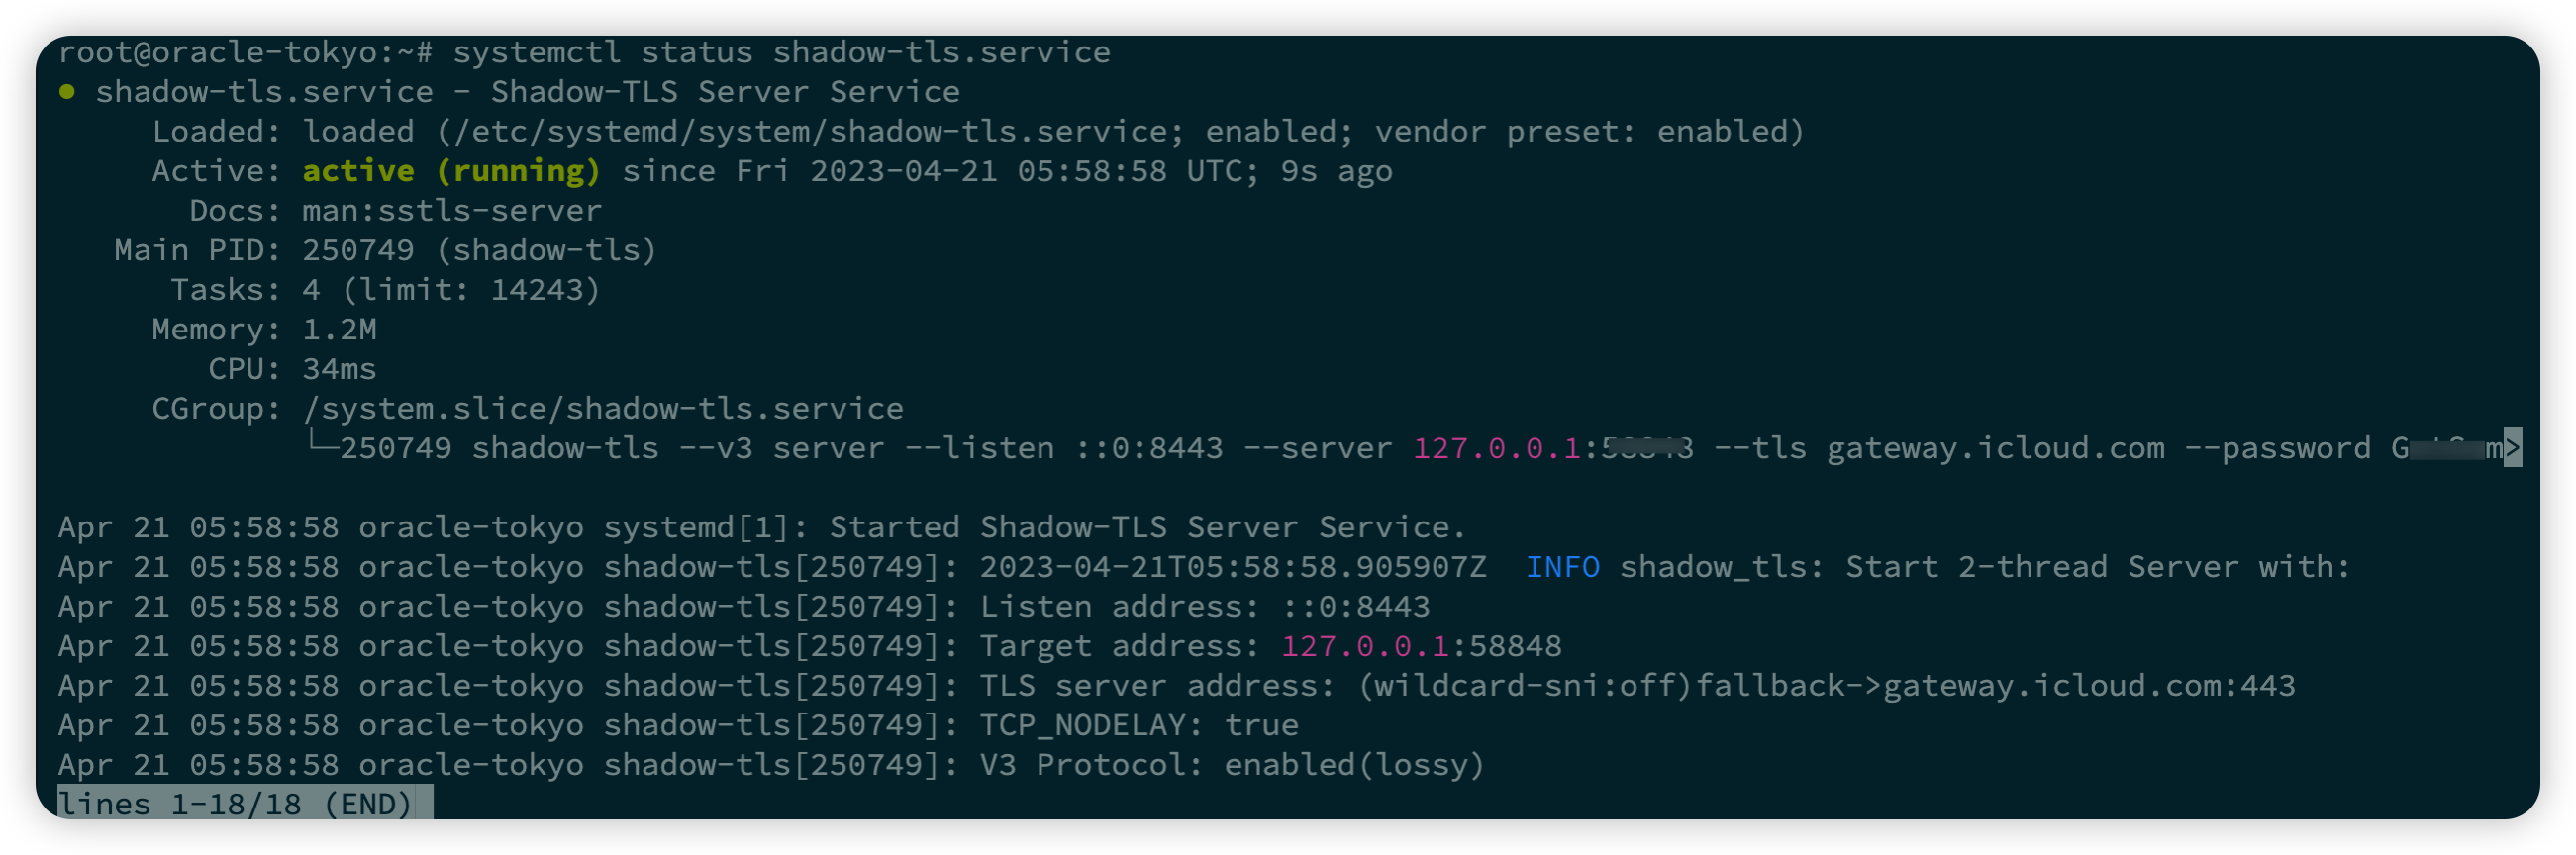 root@oracle-tokyo:~# systemctl status shadow-tls.service
● shadow-tls.service - Shadow-TLS Server Service
Loaded: loaded (/etc/systemd/system/shadow-tls.service; enabled; vendor preset: enabled)
Active: active (running) since Fri 2023-04-21 05:58:58 UTC; 9s ago
Docs: man:sstls-server
Main PID: 250749 (shadow-tls)
Tasks: 4 (limit: 14243)
Memory: 1.2M
CPU: 34ms
CGroup: /system.slice/shadow-tls.service
└─250749 shadow-tls --v3 server --listen ::0:8443 --server 127.0.0.1: --tls gateway.icloud.com --password >
Apr 21 05:58:58 oracle-tokyo systemd[1]: Started Shadow-TLS Server Service.
Apr 21 05:58:58 oracle-tokyo shadow-tls[250749]: 2023-04-21T05:58:58.905907Z  INFO shadow_tls: Start 2-thread Server with:
Apr 21 05:58:58 oracle-tokyo shadow-tls[250749]: Listen address: ::0:8443
Apr 21 05:58:58 oracle-tokyo shadow-tls[250749]: Target address: 127.0.0.1:58848
Apr 21 05:58:58 oracle-tokyo shadow-tls[250749]: TLS server address: (wildcard-sni:off)fallback->gateway.icloud.com:443
Apr 21 05:58:58 oracle-tokyo shadow-tls[250749]: TCP_NODELAY: true
Apr 21 05:58:58 oracle-tokyo shadow-tls[250749]: V3 Protocol: enabled(lossy)
lines 1-18/18 (END)